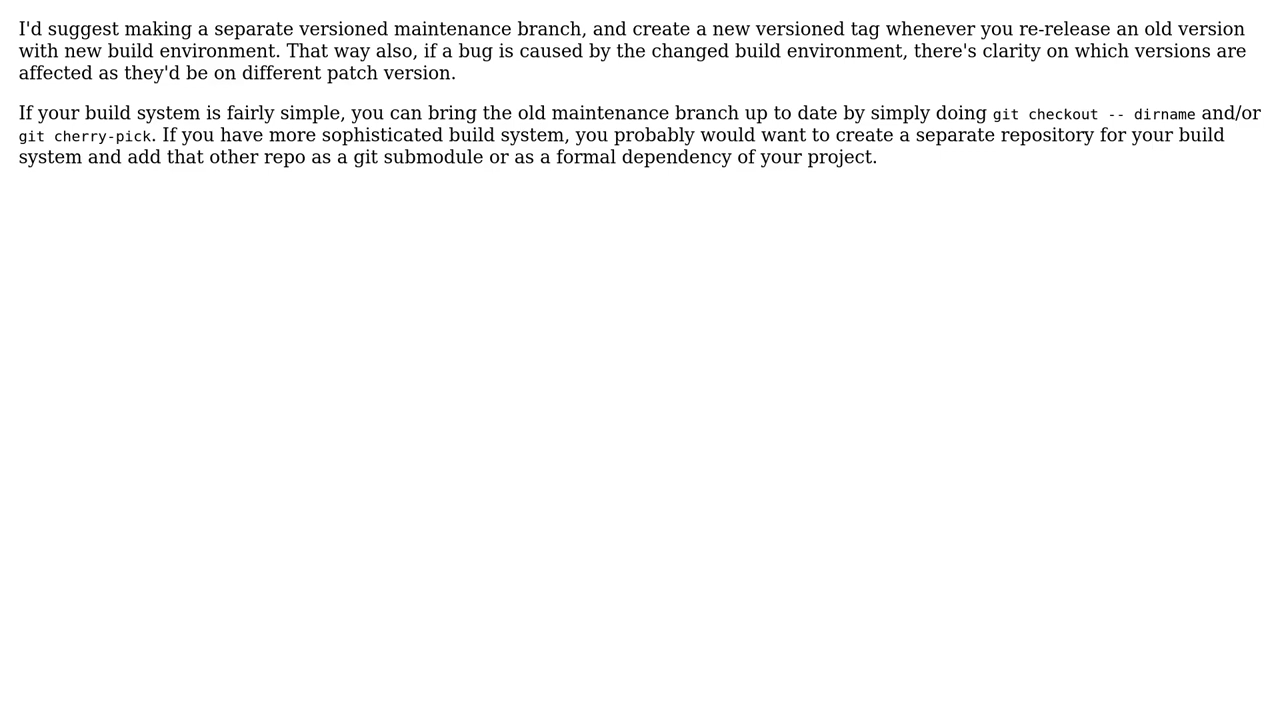 I'd suggest making a separate versioned maintenance branch, and create a new versioned tag whenever you re-release an old version
with new build environment. That way also, if a bug is caused by the changed build environment, there's clarity on which versions are
affected as they'd be on different patch version.
If your build system is fairly simple, you can bring the old maintenance branch up to date by simply doing git checkout -- dirname and/or
git cherry-pick. If you have more sophisticated build system, you probably would want to create a separate repository for your build
system and add that other repo as a git submodule or as a formal dependency of your project.